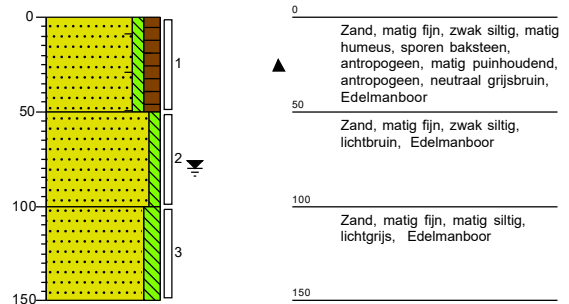 0
50
100
150
1
2
3
0
Zand, matig fijn, zwak siltig, matig
humeus, sporen baksteen,
antropogeen, matig puinhoudend,
antropogeen, neutraal grijsbruin,
Edelmanboor
50
Zand, matig fijn, zwak siltig,
lichtbruin, Edelmanboor
100
Zand, matig fijn, matig siltig,
lichtgrijs, Edelmanboor
150